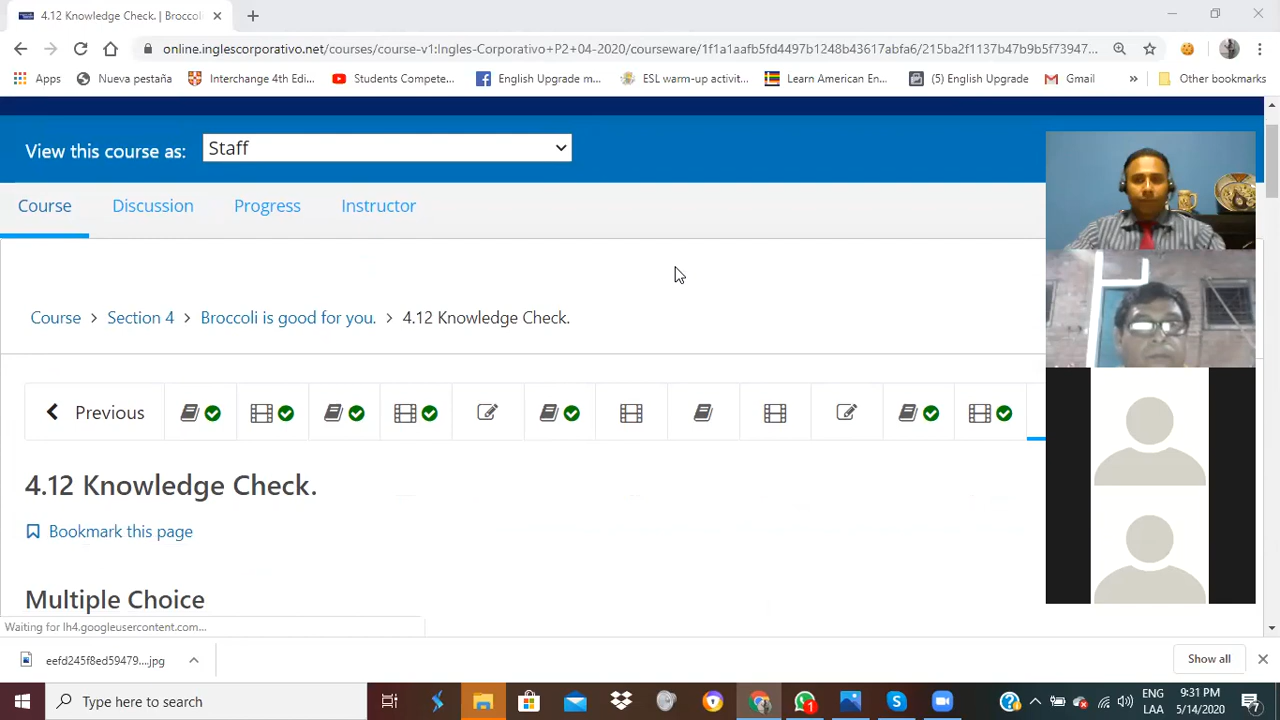 4.12 Knowledge Check. | Broccoli
online.inglescorporativo.net/courses/course-v1:Ingles-Corporativo+P2+04-2020/courseware/1f1a1aafb5fd4497b1248b43617abfa6/215ba2f1137b47b9b5f73947...
Apps Nueva pestaña Interchange 4th Edi... Students Compete... English Upgrade m... ESL warm-up activit... Learn American En... (5) English Upgrade Gmail » Other bookmarks
View this course as: Staff
Course Discussion Progress Instructor
Course > Section 4 > Broccoli is good for you. > 4.12 Knowledge Check.
Previous
4.12 Knowledge Check.
Bookmark this page
Multiple Choice
Waiting for lh4.googleusercontent.com...
eefd245f8ed59479....jpg Show all
Type here to search
ENG 9:31 PM
LAA 5/14/2020